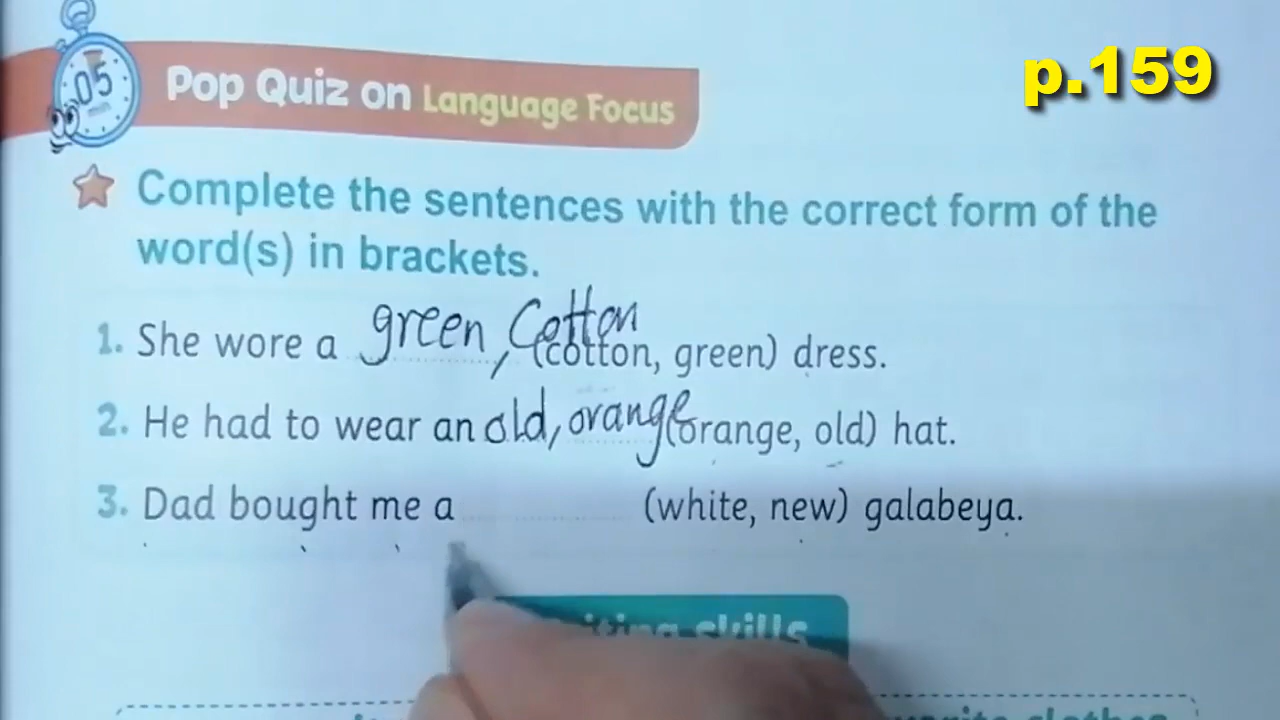 p.159
05
Pop Quiz on Language Focus
Complete the sentences with the correct form of the
word(s) in brackets.
1. She wore a green, Cotton (cotton, green) dress.
2. He had to wear an old, orange (orange, old) hat.
3. Dad bought me a (white, new) galabeya.
skills
clothes